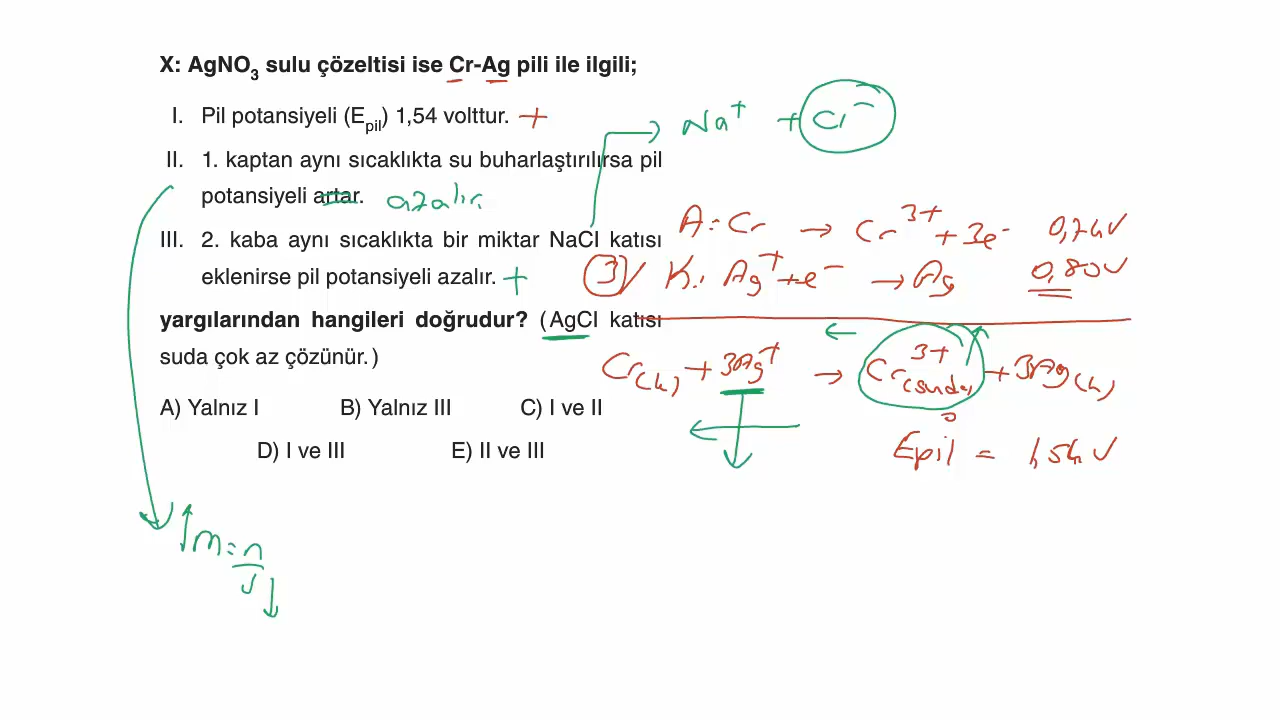 X: AgNO3 sulu çözeltisi ise Cr-Ag pili ile ilgili;
I. Pil potansiyeli (Epil) 1,54 volttur. +
Na+ + Cl-
II. 1. kaptan aynı sıcaklıkta su buharlaştırılırsa pil
potansiyeli artar. azalır.
III. 2. kaba aynı sıcaklıkta bir miktar NaCl katısı
eklenirse pil potansiyeli azalır. +
A: Cr → Cr3+ + 3e- 0,74V
3/ K: Ag+ + e- → Ag 0,80V
yargılarından hangileri doğrudur? (AgCl katısı
suda çok az çözünür.)
Cr(k) + 3Ag+ → Cr3+(suda) + 3Ag(k)
A) Yalnız I B) Yalnız III C) I ve II
D) I ve III E) II ve III
E0pil = 1,54 V
↑m = n/v↓